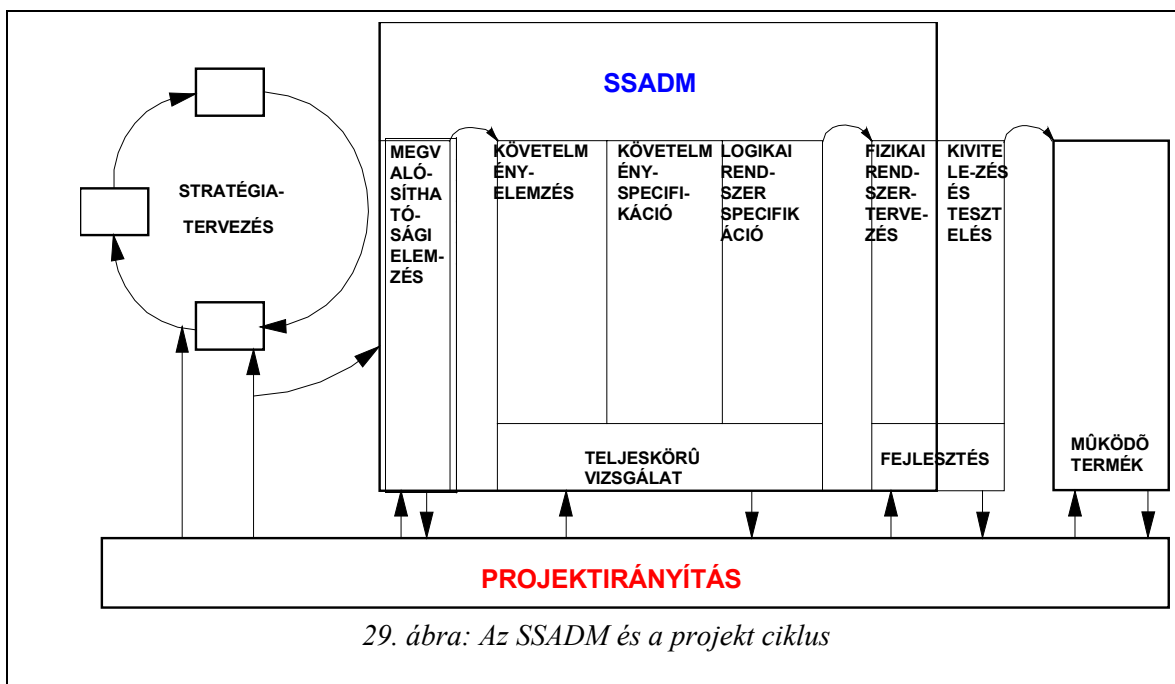 SSADM
STRATÉGIA-
TERVEZÉS
MEGV
ALÓ-
SÍTHA
TÓ-
SÁGI
ELEM-
ZÉS
KÖVETELM
ÉNY-
ELEMZÉS
KÖVETELM
ÉNY-
SPECIFI-
KÁCIÓ
LOGIKAI
REND-
SZER
SPECIFIK
ÁCIÓ
FIZIKAI
REND-
SZER-
TERVE-
ZÉS
KIVITE
LE-ZÉS
ÉS
TESZT
ELÉS
TELJESKÖRÛ
VIZSGÁLAT
FEJLESZTÉS
MÛKÖDÕ
TERMÉK
PROJEKTIRÁNYÍTÁS
29. ábra: Az SSADM és a projekt ciklus